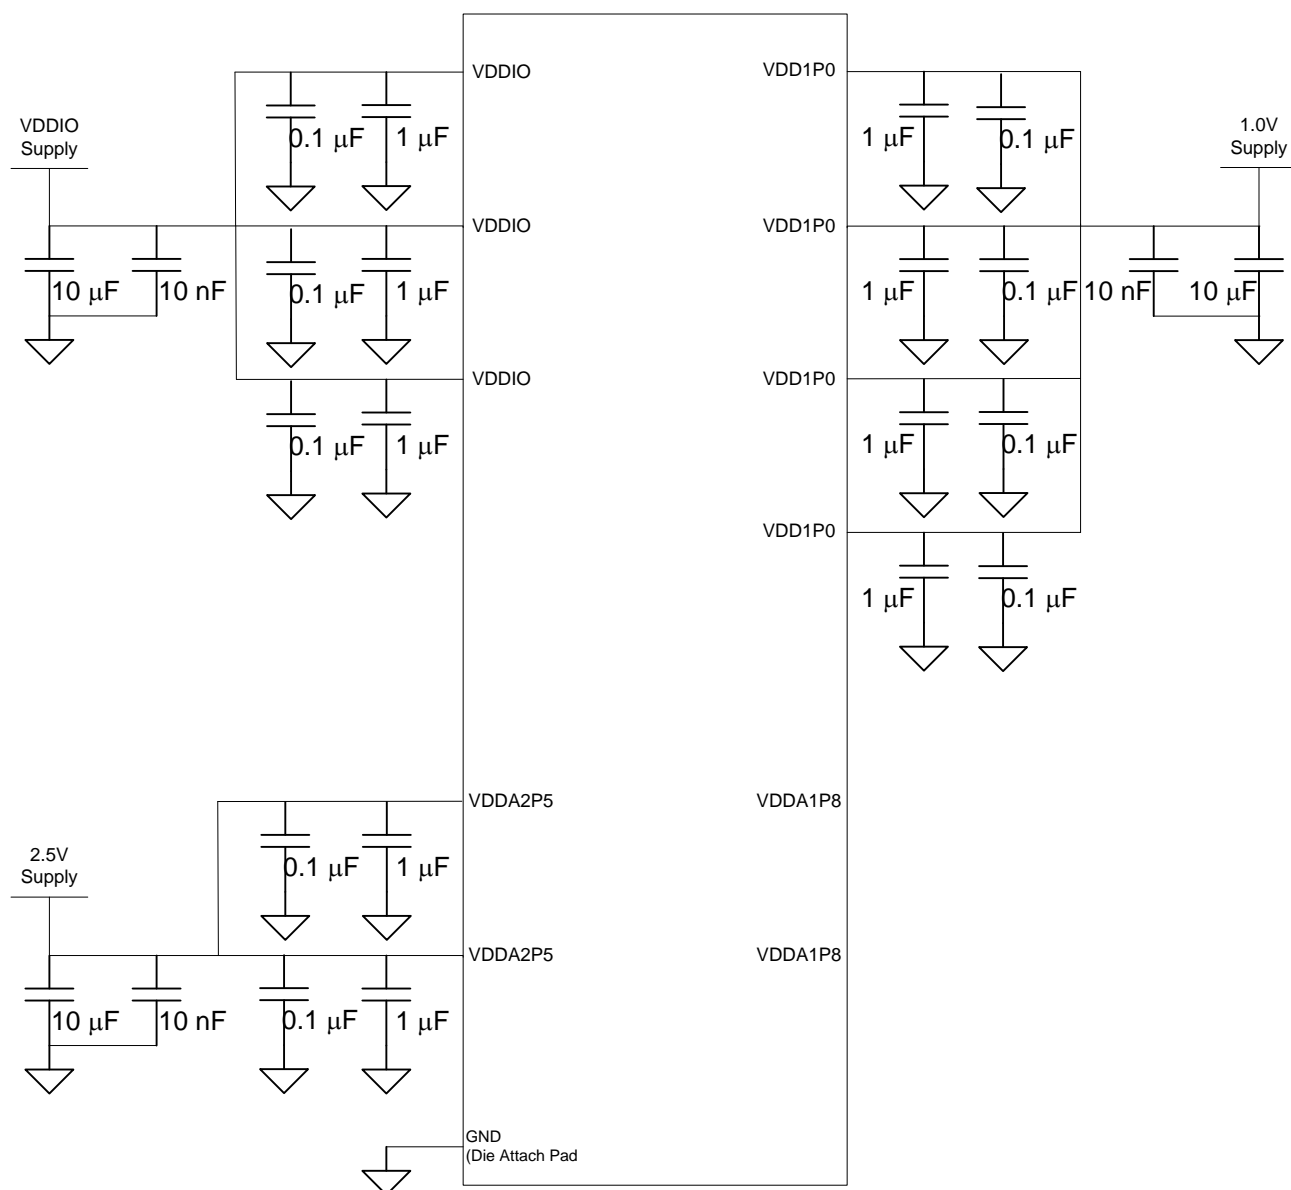 VDDIO
VDD1P0
0.1 μF
1 μF
1 μF
0.1 μF
VDDIO
Supply
1.0V
Supply
VDDIO
VDD1P0
10 μF
10 nF
0.1 μF
1 μF
1 μF
0.1 μF
10 nF
10 μF
VDDIO
VDD1P0
0.1 μF
1 μF
1 μF
0.1 μF
VDD1P0
1 μF
0.1 μF
VDDA2P5
VDDA1P8
0.1 μF
1 μF
2.5V
Supply
VDDA2P5
VDDA1P8
10 μF
10 nF
0.1 μF
1 μF
GND
(Die Attach Pad